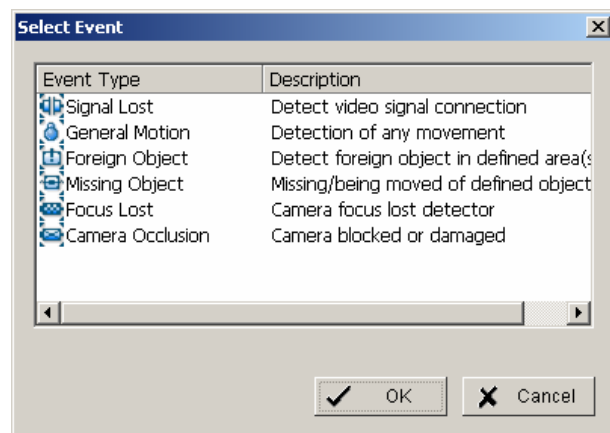 Select Event
Event Type Description
Signal Lost Detect video signal connection
General Motion Detection of any movement
Foreign Object Detect foreign object in defined area(s
Missing Object Missing/being moved of defined object
Focus Lost Camera focus lost detector
Camera Occlusion Camera blocked or damaged
OK Cancel